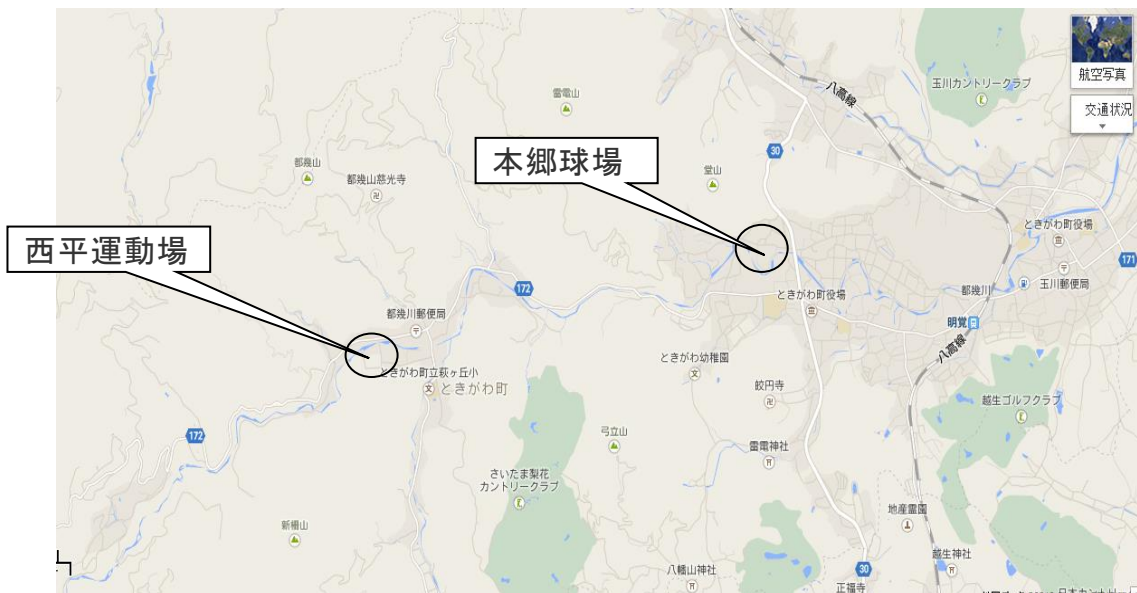 航空写真
交通状況
八高線
玉川カントリークラブ
雷電山
30
本郷球場
都幾山
都幾山慈光寺
堂山
西平運動場
ときがわ町役場
171
172
玉川郵便局
都幾川
ときがわ町役場
都幾川郵便局
明覚
八高線
ときがわ町立萩ヶ丘小
ときがわ町
ときがわ幼稚園
皎円寺
越生ゴルフクラブ
172
弓立山
雷電神社
さいたま梨花
カントリークラブ
地産霊園
新柵山
越生神社
八幡山神社
30
正福寺